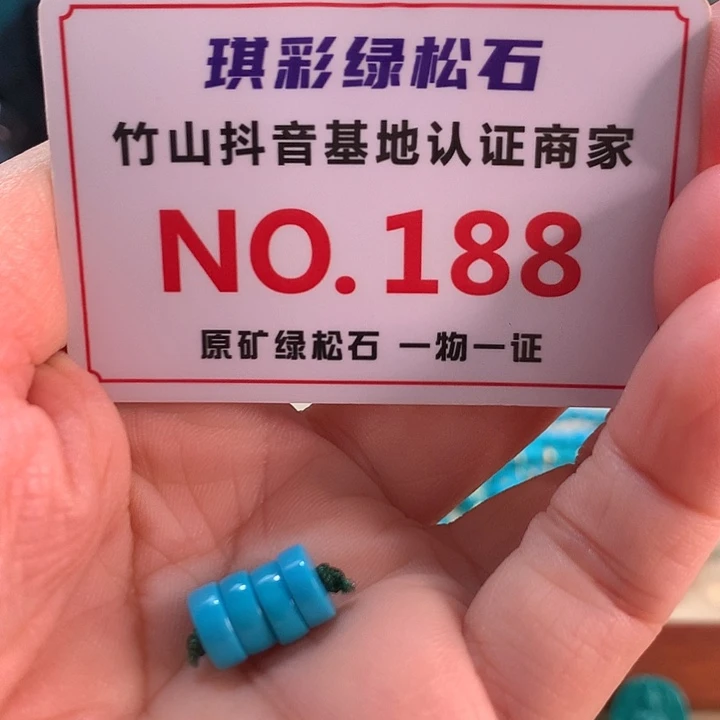 琪彩绿松石
竹山抖音基地认证商家
NO.188
原矿绿松石 一物一证